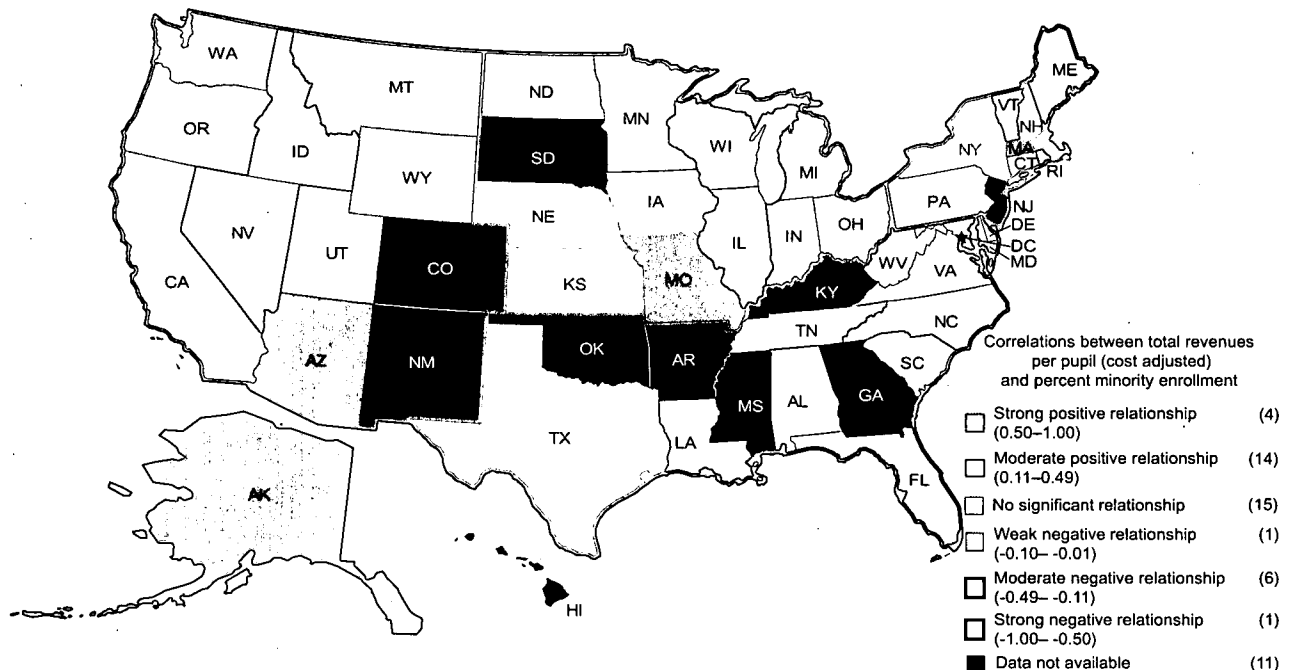 WA
MT
ND
MN
ME
VT
NH
OR
ID
SD
WI
MI
NY
MA
CT
RI
WY
IA
PA
NJ
NE
OH
DE
NV
UT
IL
IN
DC
MD
CA
CO
KS
MO
WV
VA
KY
TN
NC
AZ
NM
OK
AR
SC
MS
AL
GA
TX
LA
FL
AK
HI
Correlations between total revenues
per pupil (cost adjusted)
and percent minority enrollment
Strong positive relationship (4)
(0.50–1.00)
Moderate positive relationship (14)
(0.11–0.49)
No significant relationship (15)
Weak negative relationship (1)
(-0.10– -0.01)
Moderate negative relationship (6)
(-0.49– -0.11)
Strong negative relationship (1)
(-1.00– -0.50)
Data not available (11)